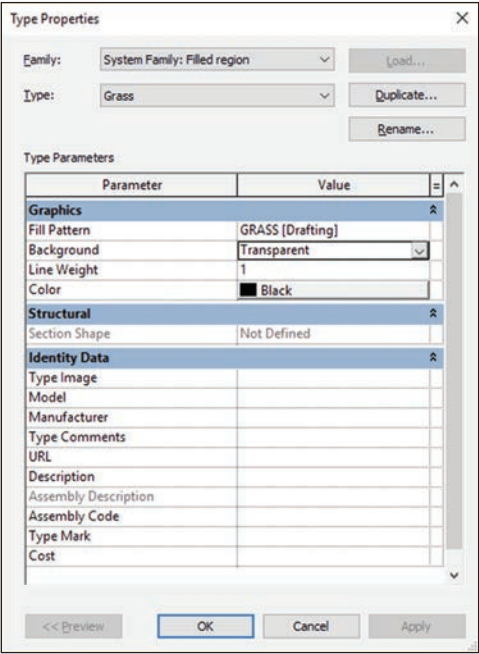 Type Properties
Family: System Family: Filled region Load...
Type: Grass Duplicate...
Rename...
Type Parameters
Parameter Value =
Graphics
Fill Pattern GRASS [Drafting]
Background Transparent
Line Weight 1
Color Black
Structural
Section Shape Not Defined
Identity Data
Type Image
Model
Manufacturer
Type Comments
URL
Description
Assembly Description
Assembly Code
Type Mark
Cost
<< Preview OK Cancel Apply